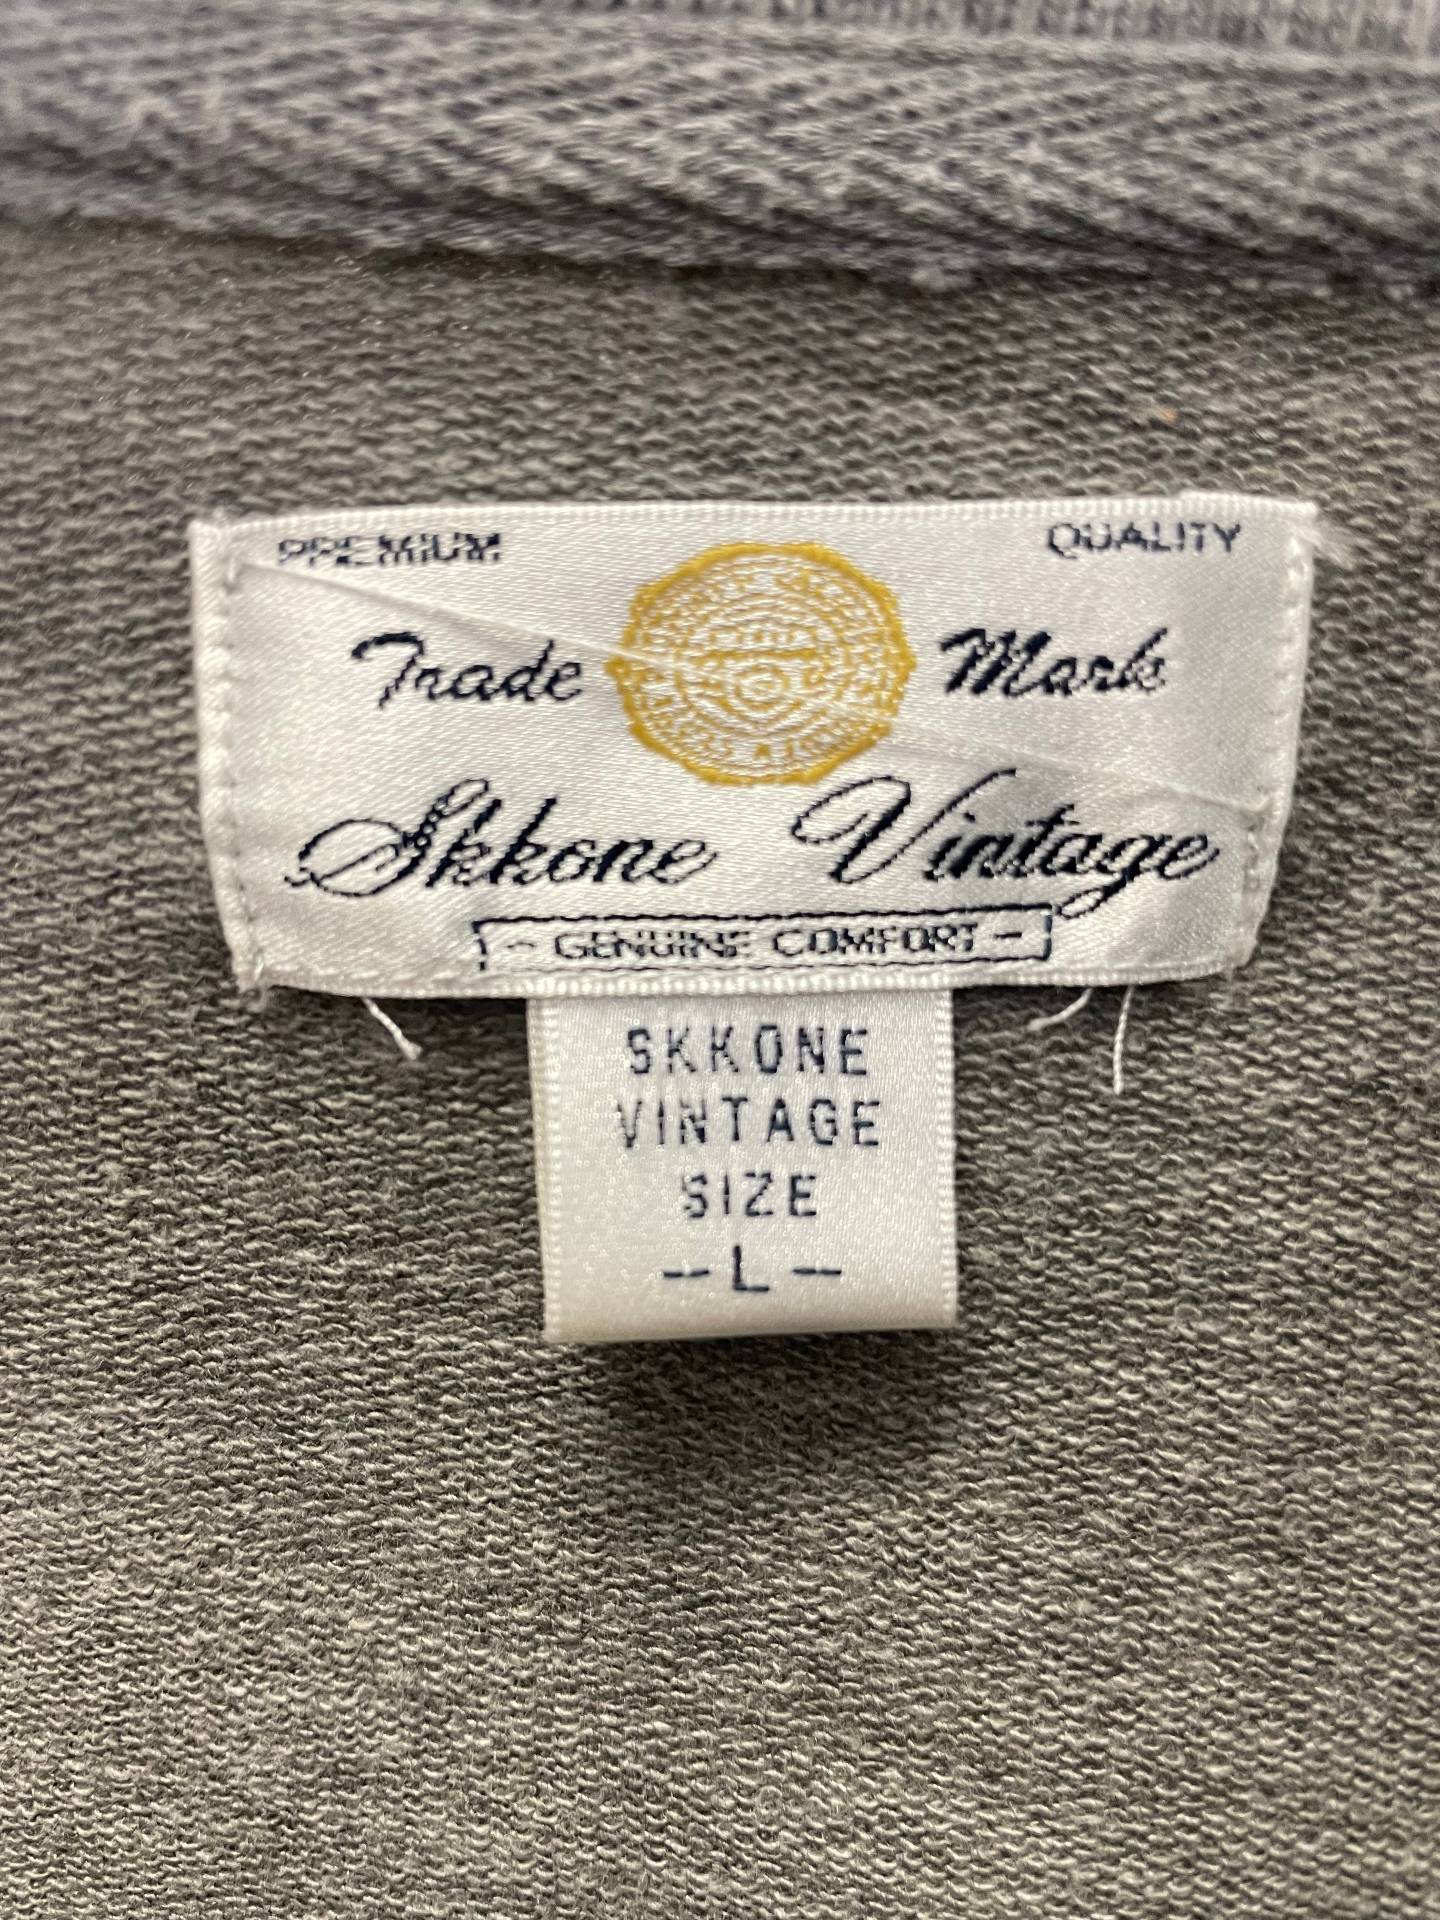 PREMIUM QUALITY
Trade Mark
Skkone Vintage
- GENUINE COMFORT -
SKKONE
VINTAGE
SIZE
-- L --